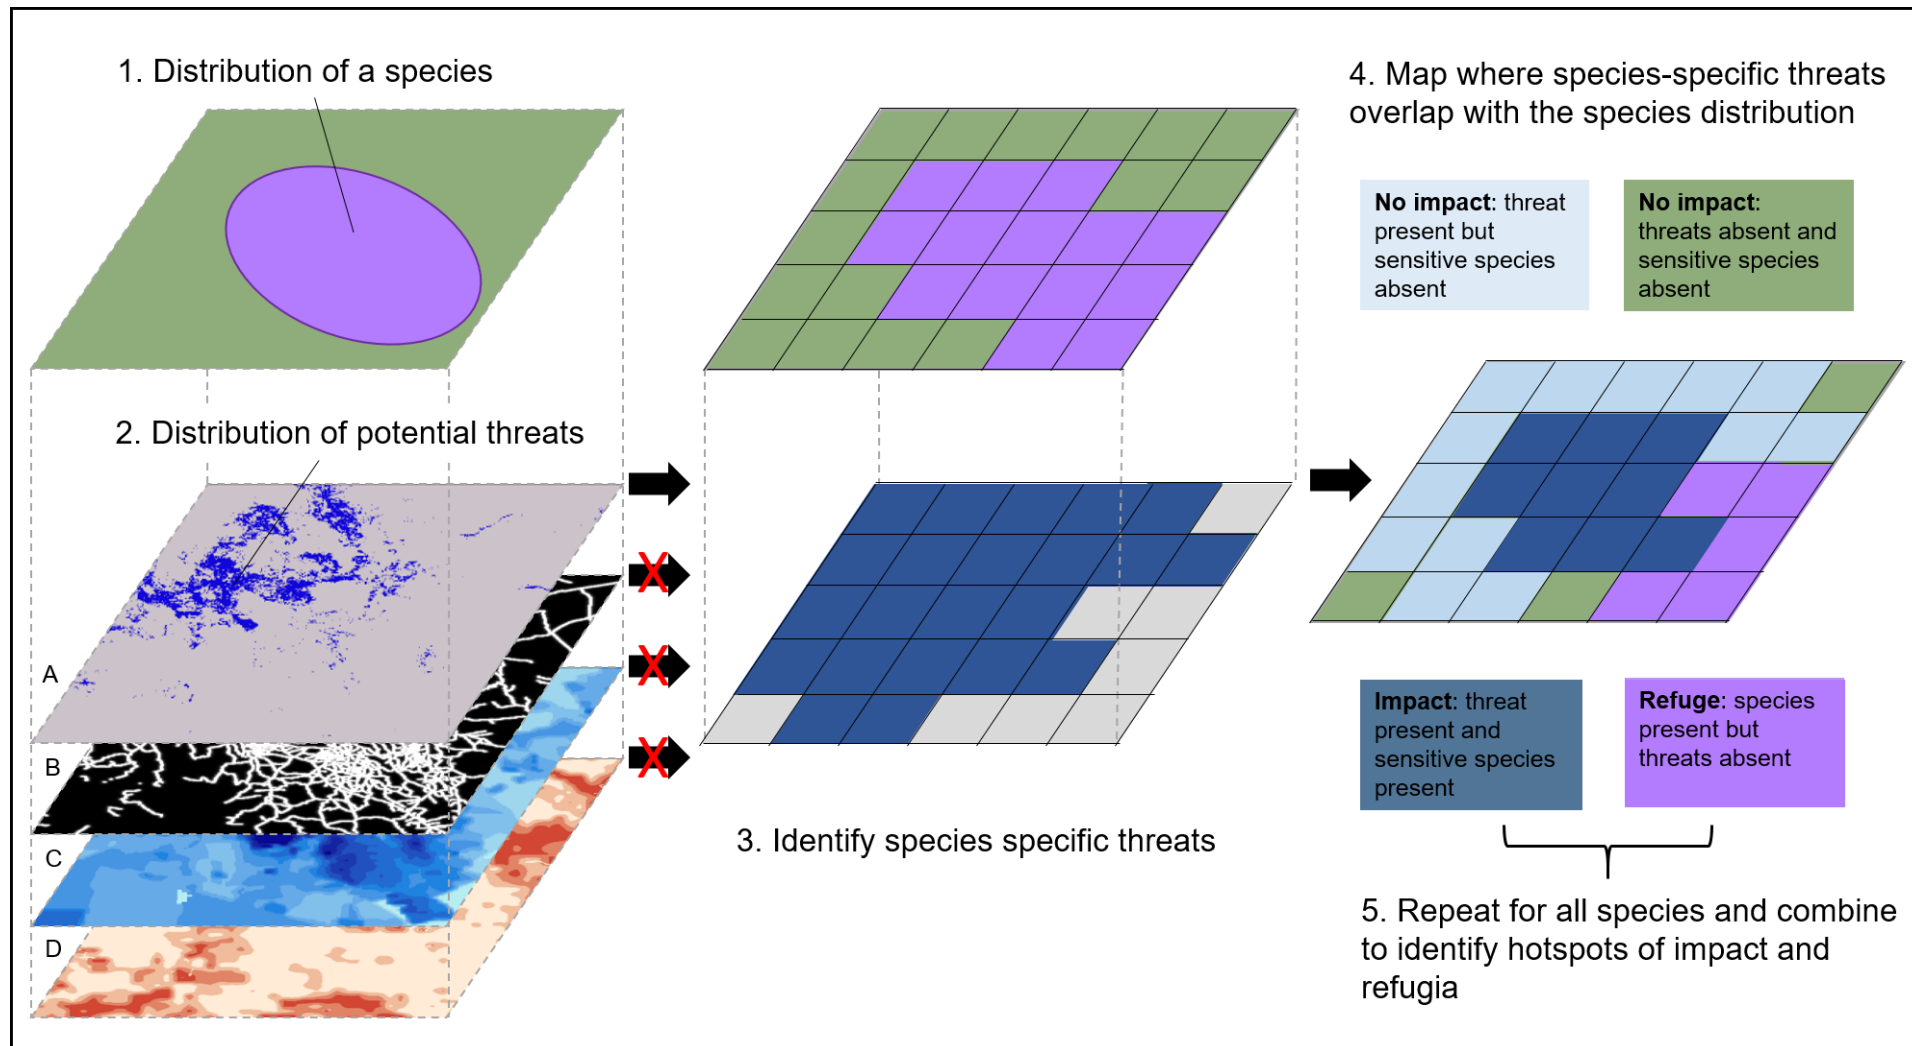 1. Distribution of a species
2. Distribution of potential threats
A
B
C
D
X
X
X
3. Identify species specific threats
4. Map where species-specific threats
overlap with the species distribution
No impact: threat
present but
sensitive species
absent
No impact:
threats absent and
sensitive species
absent
Impact: threat
present and
sensitive species
present
Refuge: species
present but
threats absent
5. Repeat for all species and combine
to identify hotspots of impact and
refugia